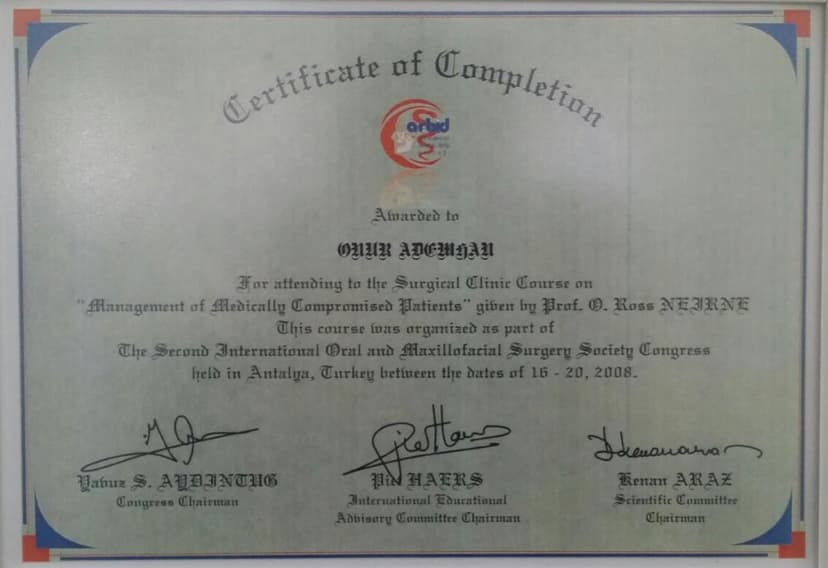 Certificate of Completion
arbid
Awarded to
ONUR ADEMHAN
For attending to the Surgical Clinic Course on
"Management of Medically Compromised Patients" given by Prof. O. Ross NEIRNE
This course was organized as part of
The Second International Oral and Maxillofacial Surgery Society Congress
held in Antalya, Turkey between the dates of 16 - 20, 2008.
Yavuz S. AYDINTUG
Congress Chairman
HAERS
International Educational
Advisory Committee Chairman
Kenan ARAZ
Scientific Committee
Chairman